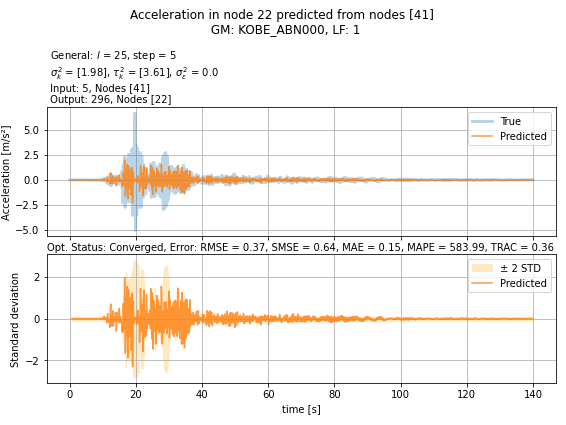 Acceleration in node 22 predicted from nodes [41]
GM: KOBE_ABN000, LF: 1
General: l = 25, step = 5
σ²ₖ = [1.98], τ²ₖ = [3.61], σ²ε = 0.0
Input: 5, Nodes [41]
Output: 296, Nodes [22]
Acceleration [m/s²]
5.0
2.5
0.0
−2.5
−5.0
True
Predicted
Opt. Status: Converged, Error: RMSE = 0.37, SMSE = 0.64, MAE = 0.15, MAPE = 583.99, TRAC = 0.36
Standard deviation
2
0
−2
± 2 STD
Predicted
0 20 40 60 80 100 120 140
time [s]